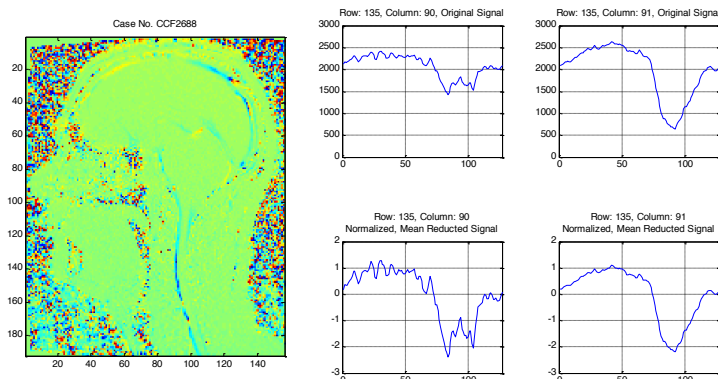 Case No. CCF2688
20
40
60
80
100
120
140
160
180
20 40 60 80 100 120 140
Row: 135, Column: 90, Original Signal
3000
2500
2000
1500
1000
500
0
0 50 100
Row: 135, Column: 91, Original Signal
3000
2500
2000
1500
1000
500
0
0 50 100
Row: 135, Column: 90
Normalized, Mean Reducted Signal
2
1
0
-1
-2
-3
0 50 100
Row: 135, Column: 91
Normalized, Mean Reducted Signal
2
1
0
-1
-2
-3
0 50 100